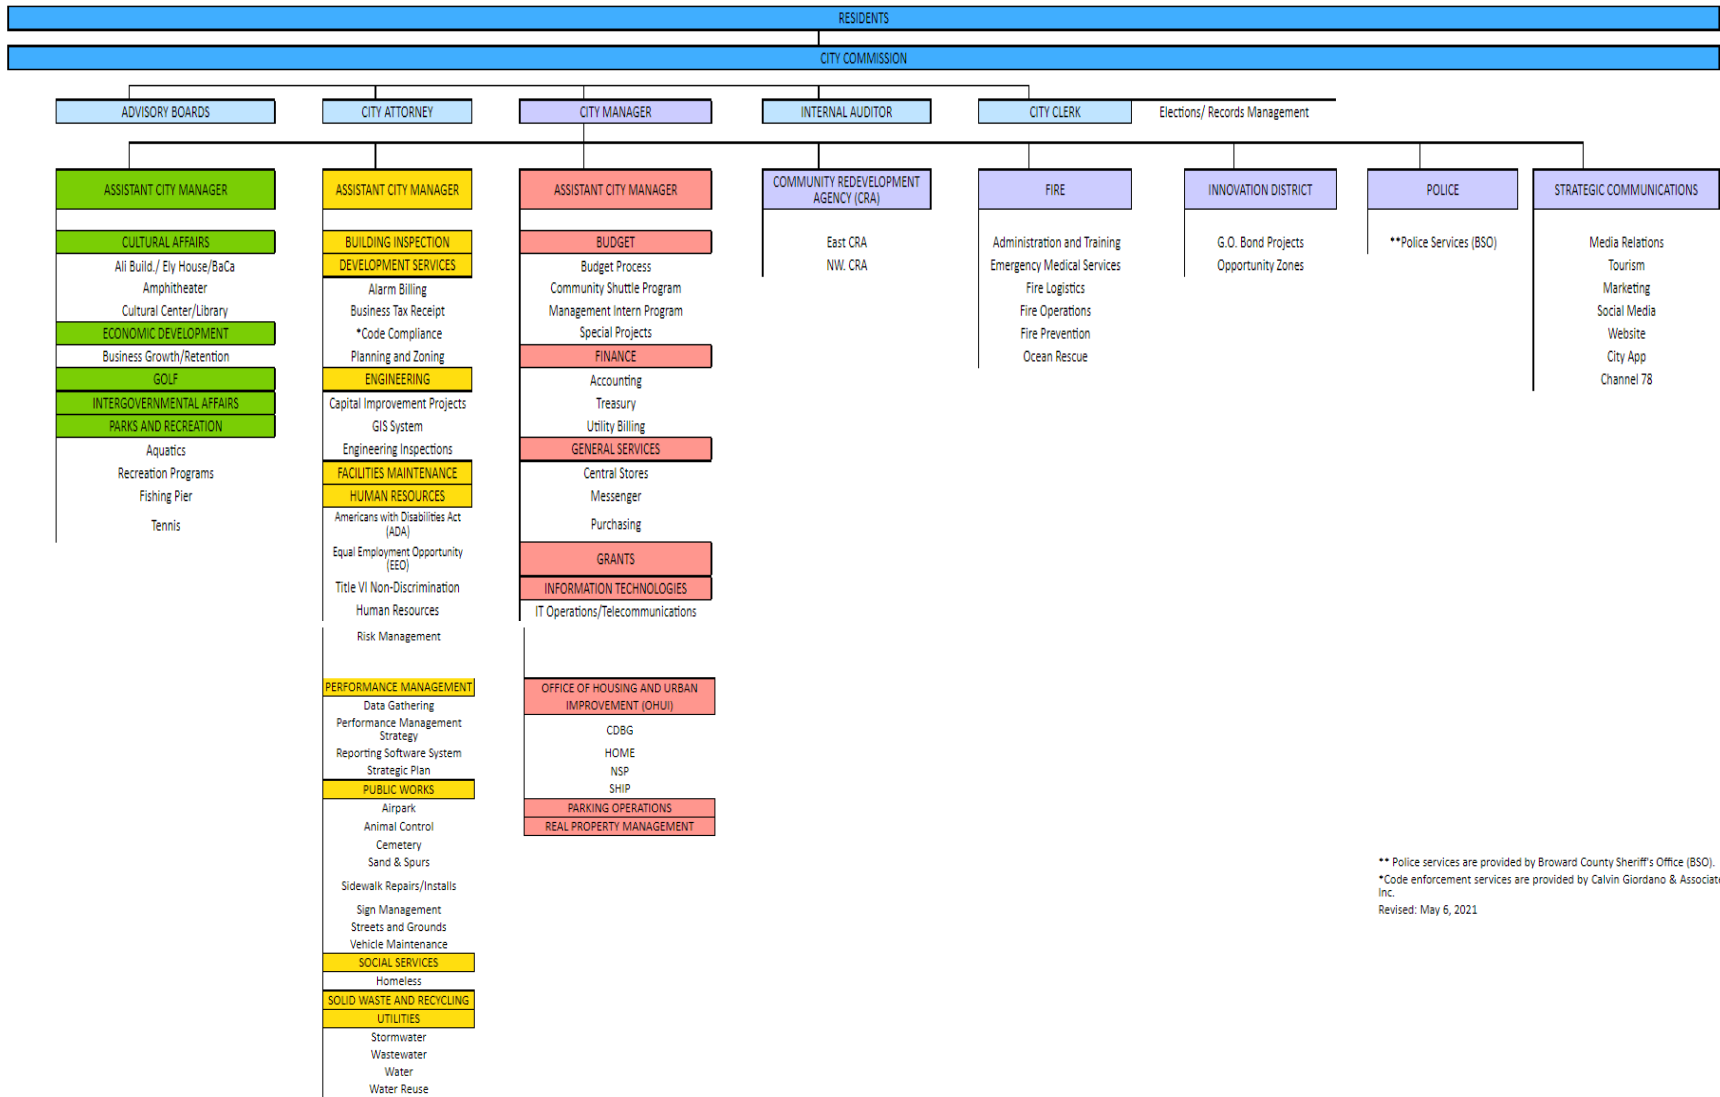 RESIDENTS
CITY COMMISSION
ADVISORY BOARDS
CITY ATTORNEY
CITY MANAGER
INTERNAL AUDITOR
CITY CLERK
Elections/ Records Management
ASSISTANT CITY MANAGER
CULTURAL AFFAIRS
Ali Build./ Ely House/BaCa
Amphitheater
Cultural Center/Library
ECONOMIC DEVELOPMENT
Business Growth/Retention
GOLF
INTERGOVERNMENTAL AFFAIRS
PARKS AND RECREATION
Aquatics
Recreation Programs
Fishing Pier
Tennis
ASSISTANT CITY MANAGER
BUILDING INSPECTION
DEVELOPMENT SERVICES
Alarm Billing
Business Tax Receipt
*Code Compliance
Planning and Zoning
ENGINEERING
Capital Improvement Projects
GIS System
Engineering Inspections
FACILITIES MAINTENANCE
HUMAN RESOURCES
Americans with Disabilities Act
(ADA)
Equal Employment Opportunity
(EEO)
Title VI Non-Discrimination
Human Resources
Risk Management
PERFORMANCE MANAGEMENT
Data Gathering
Performance Management
Strategy
Reporting Software System
Strategic Plan
PUBLIC WORKS
Airpark
Animal Control
Cemetery
Sand & Spurs
Sidewalk Repairs/Installs
Sign Management
Streets and Grounds
Vehicle Maintenance
SOCIAL SERVICES
Homeless
SOLID WASTE AND RECYCLING
UTILITIES
Stormwater
Wastewater
Water
Water Reuse
ASSISTANT CITY MANAGER
BUDGET
Budget Process
Community Shuttle Program
Management Intern Program
Special Projects
FINANCE
Accounting
Treasury
Utility Billing
GENERAL SERVICES
Central Stores
Messenger
Purchasing
GRANTS
INFORMATION TECHNOLOGIES
IT Operations/Telecommunications
OFFICE OF HOUSING AND URBAN
IMPROVEMENT (OHUI)
CDBG
HOME
NSP
SHIP
PARKING OPERATIONS
REAL PROPERTY MANAGEMENT
COMMUNITY REDEVELOPMENT
AGENCY (CRA)
East CRA
NW. CRA
FIRE
Administration and Training
Emergency Medical Services
Fire Logistics
Fire Operations
Fire Prevention
Ocean Rescue
INNOVATION DISTRICT
G.O. Bond Projects
Opportunity Zones
POLICE
**Police Services (BSO)
STRATEGIC COMMUNICATIONS
Media Relations
Tourism
Marketing
Social Media
Website
City App
Channel 78
** Police services are provided by Broward County Sheriff's Office (BSO).
*Code enforcement services are provided by Calvin Giordano & Associate
Inc.
Revised: May 6, 2021